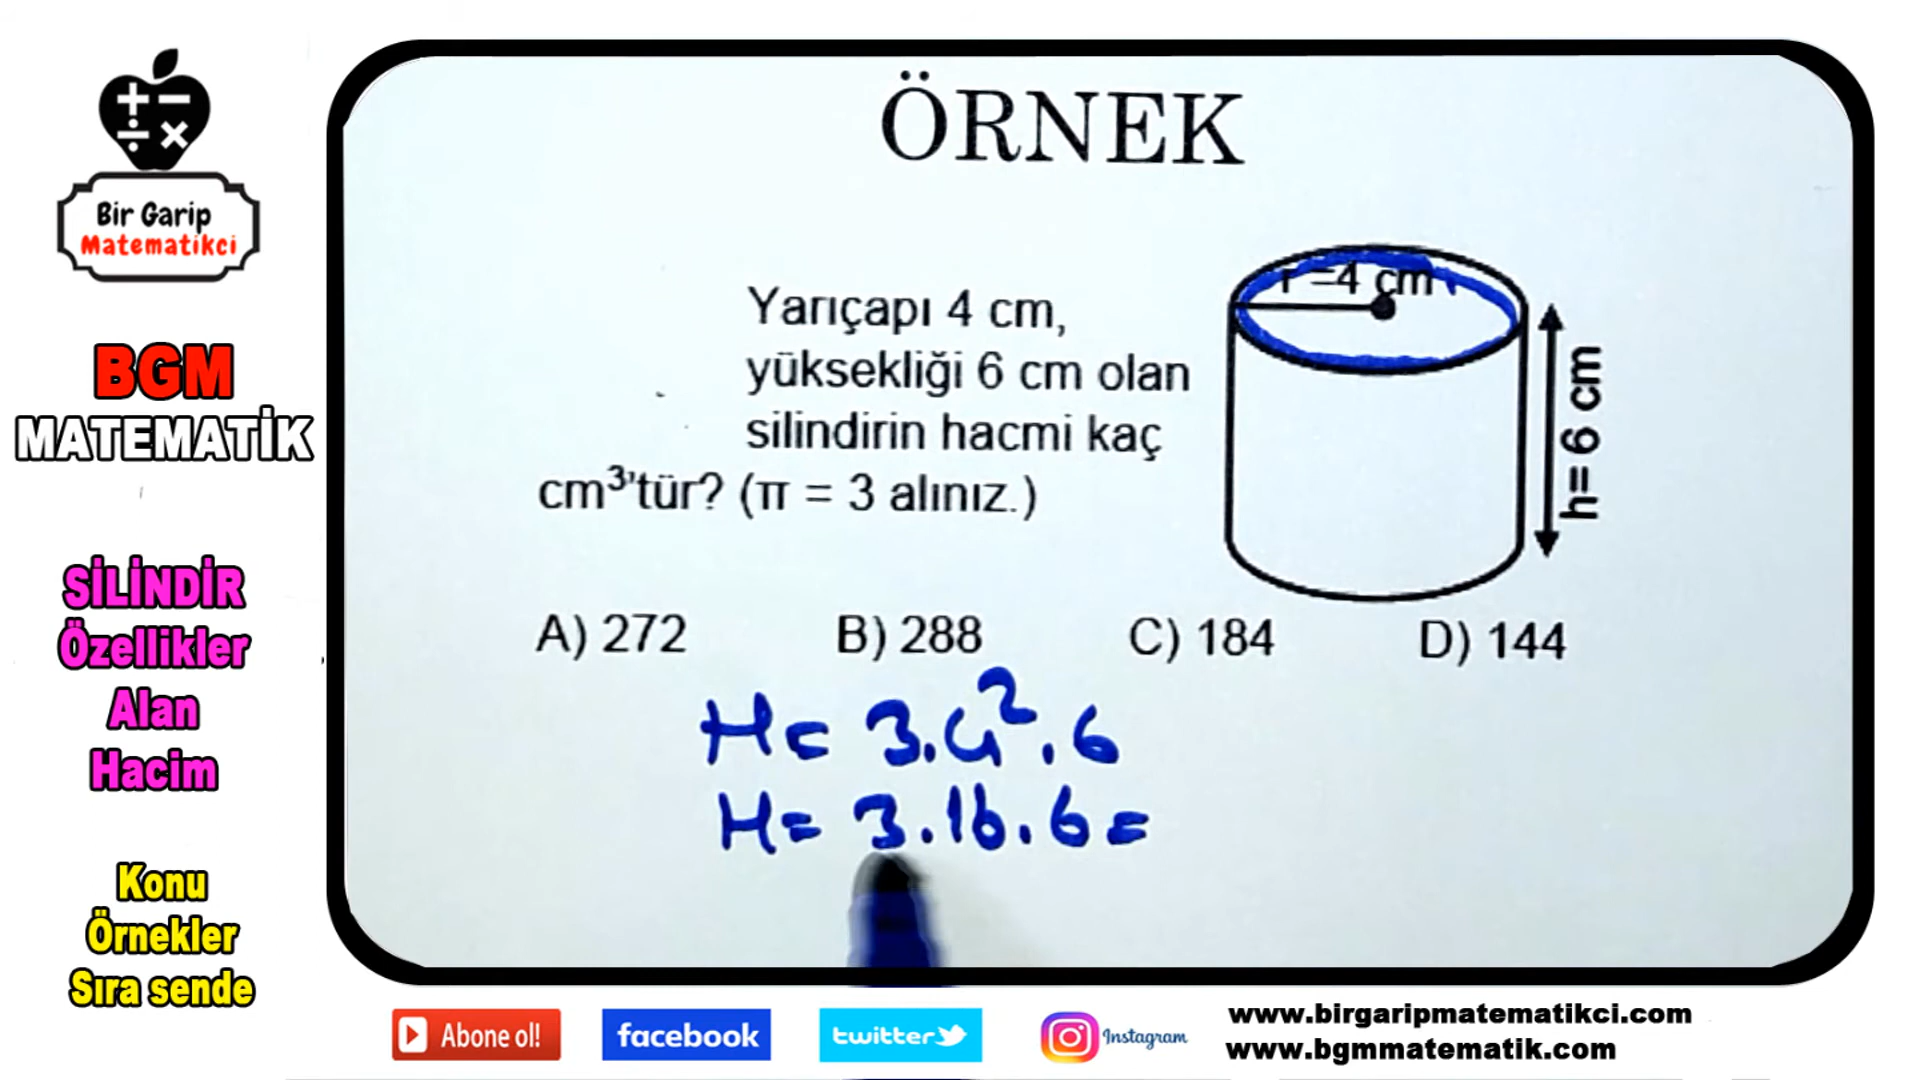 + −
÷ ×
Bir Garip
Matematikci
BGM
MATEMATİK
SİLİNDİR
Özellikler
Alan
Hacim
Konu
Örnekler
Sıra sende
ÖRNEK
Yarıçapı 4 cm,
yüksekliği 6 cm olan
silindirin hacmi kaç
cm³'tür? (π = 3 alınız.)
r =4 cm
h= 6 cm
A) 272 B) 288 C) 184 D) 144
H= 3.4².6
H= 3.16.6=
Abone ol!
facebook
twitter
Instagram
www.birgaripmatematikci.com
www.bgmmatematik.com